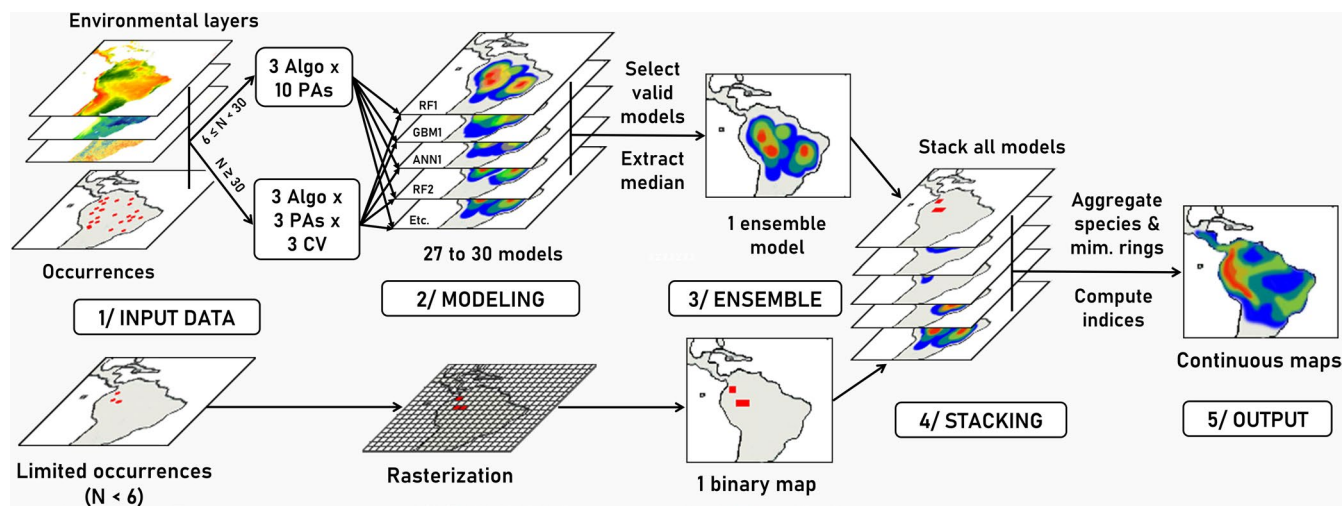 Environmental layers
6 ≤ N < 30
N ≥ 30
Occurrences
1/ INPUT DATA
3 Algo x
10 PAs
3 Algo x
3 PAs x
3 CV
RF1
GBM1
ANN1
RF2
Etc.
27 to 30 models
2/ MODELING
Select
valid
models
Extract
median
1 ensemble
model
3/ ENSEMBLE
Stack all models
Aggregate
species &
mim. rings
Compute
indices
Continuous maps
Limited occurrences
(N < 6)
Rasterization
1 binary map
4/ STACKING
5/ OUTPUT